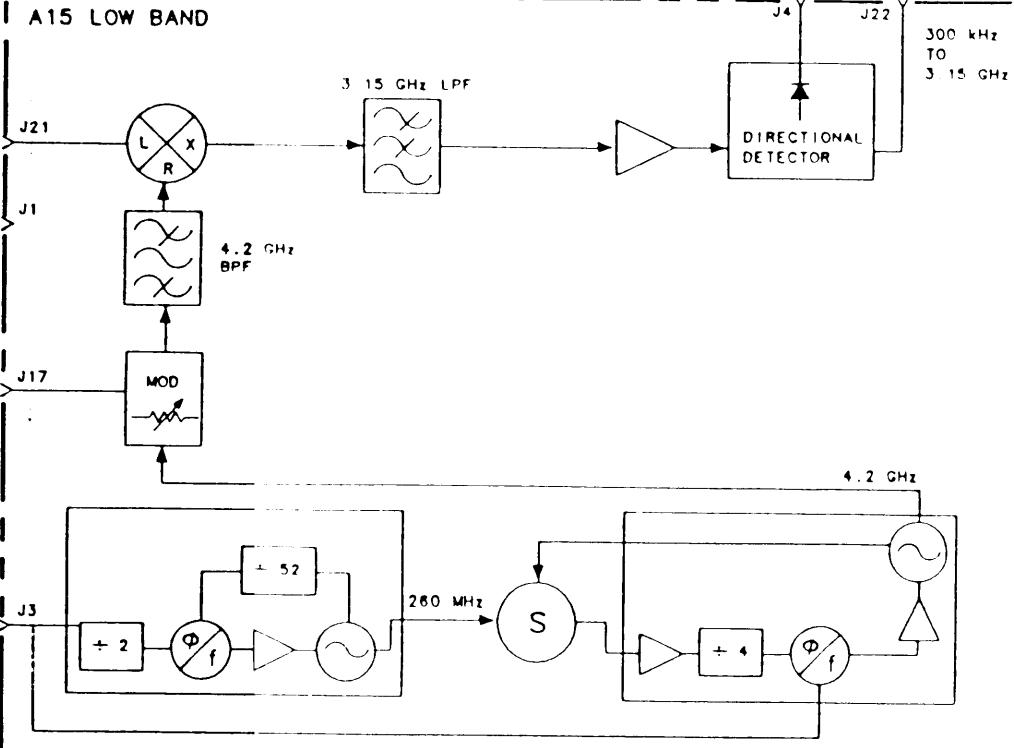 A15 LOW BAND
J4
J22
300 kHz
TO
3.15 GHz
3.15 GHz LPF
J21
L
X
R
DIRECTIONAL
DETECTOR
J1
4.2 GHz
BPF
J17
MOD
4.2 GHz
÷ 52
J3
260 MHz
S
÷ 2
Φ
f
÷ 4
Φ
f